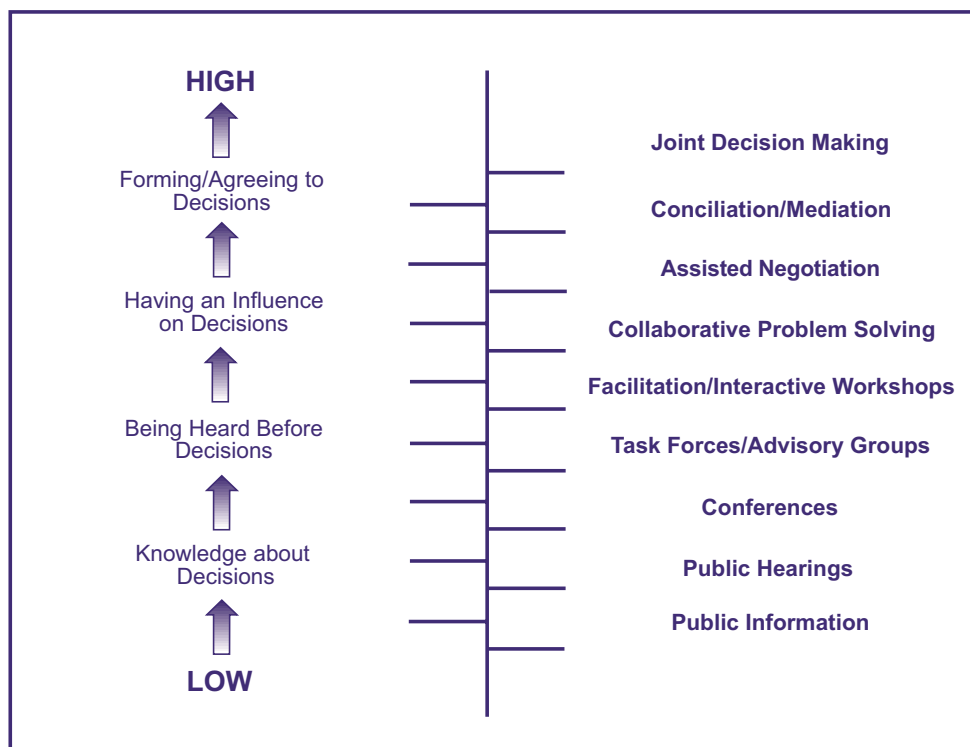 HIGH
Forming/Agreeing to
Decisions
Having an Influence
on Decisions
Being Heard Before
Decisions
Knowledge about
Decisions
LOW
Joint Decision Making
Conciliation/Mediation
Assisted Negotiation
Collaborative Problem Solving
Facilitation/Interactive Workshops
Task Forces/Advisory Groups
Conferences
Public Hearings
Public Information